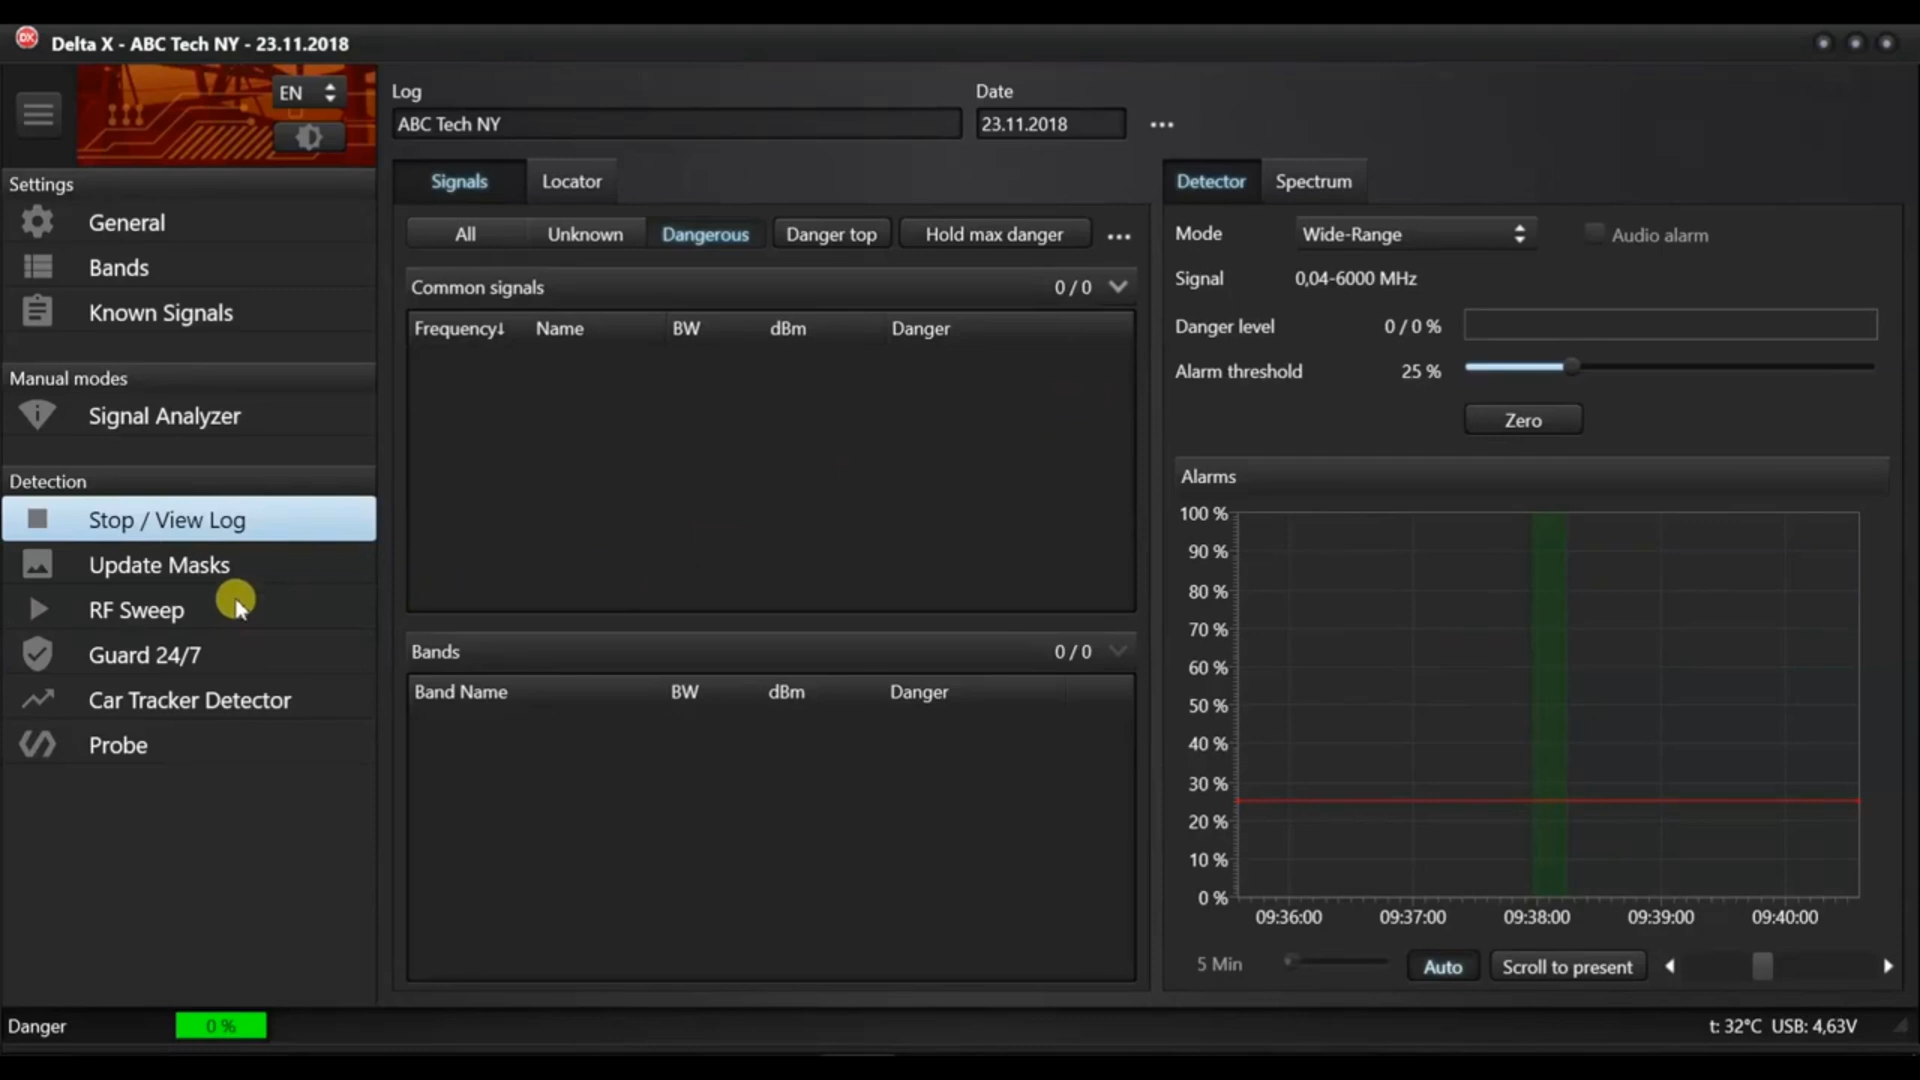 DX Delta X - ABC Tech NY - 23.11.2018
EN
Settings
General
Bands
Known Signals
Manual modes
Signal Analyzer
Detection
Stop / View Log
Update Masks
RF Sweep
Guard 24/7
Car Tracker Detector
Probe
Log
ABC Tech NY
Date
23.11.2018
...
Signals Locator
All Unknown Dangerous Danger top Hold max danger ...
Common signals 0 / 0
Frequency↓ Name BW dBm Danger
Bands 0 / 0
Band Name BW dBm Danger
Detector Spectrum
Mode Wide-Range Audio alarm
Signal 0,04-6000 MHz
Danger level 0 / 0 %
Alarm threshold 25 %
Zero
Alarms
100 %
90 %
80 %
70 %
60 %
50 %
40 %
30 %
20 %
10 %
0 %
09:36:00 09:37:00 09:38:00 09:39:00 09:40:00
5 Min Auto Scroll to present
Danger 0 % t: 32°C USB: 4,63V